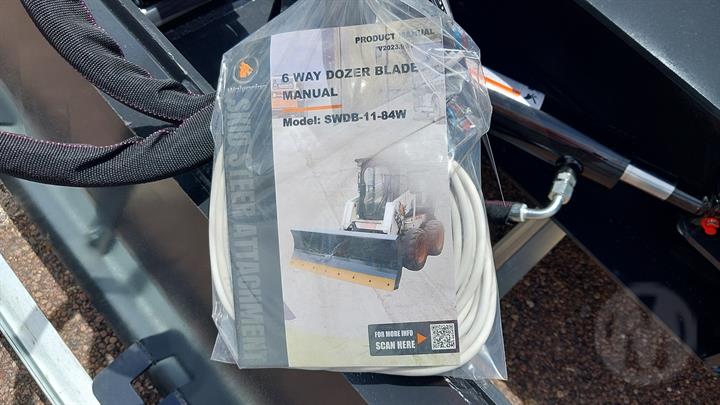 PRODUCT MANUAL
6 WAY DOZER BLADE
MANUAL
Model: SWDB-11-84W
SKID STEER ATTACHMENT
FOR MORE INFO
SCAN HERE